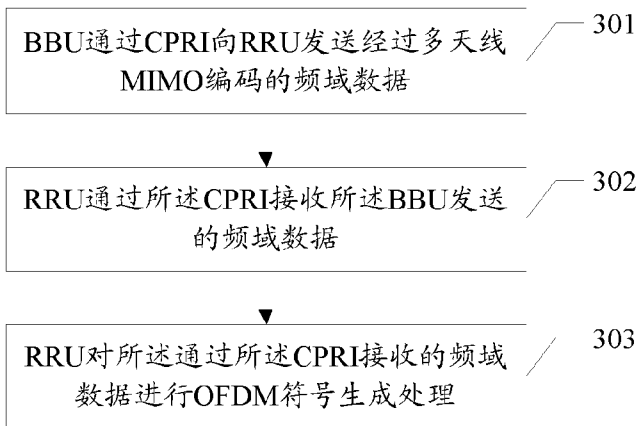 BBU通过CPRI向RRU发送经过多天线
MIMO编码的频域数据
301
RRU通过所述CPRI接收所述BBU发送
的频域数据
302
RRU对所述通过所述CPRI接收的频域
数据进行OFDM符号生成处理
303